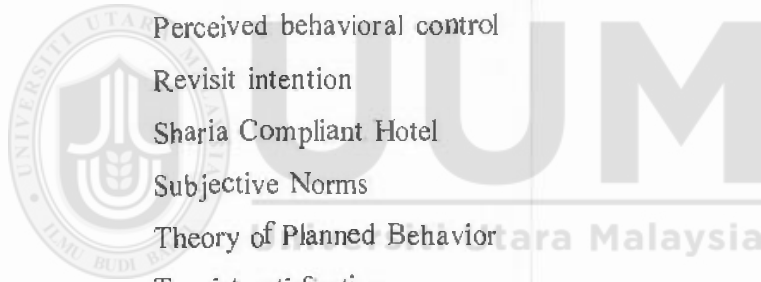 Perceived behavioral control
Revisit intention
Sharia Compliant Hotel
Subjective Norms
Theory of Planned Behavior
UUM
Universiti Utara Malaysia